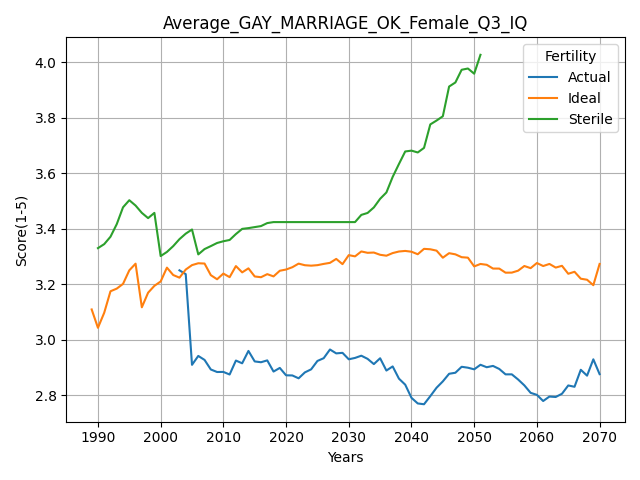 Average_GAY_MARRIAGE_OK_Female_Q3_IQ
Fertility
Actual
Ideal
Sterile
Score(1-5)
4.0
3.8
3.6
3.4
3.2
3.0
2.8
1990 2000 2010 2020 2030 2040 2050 2060 2070
Years